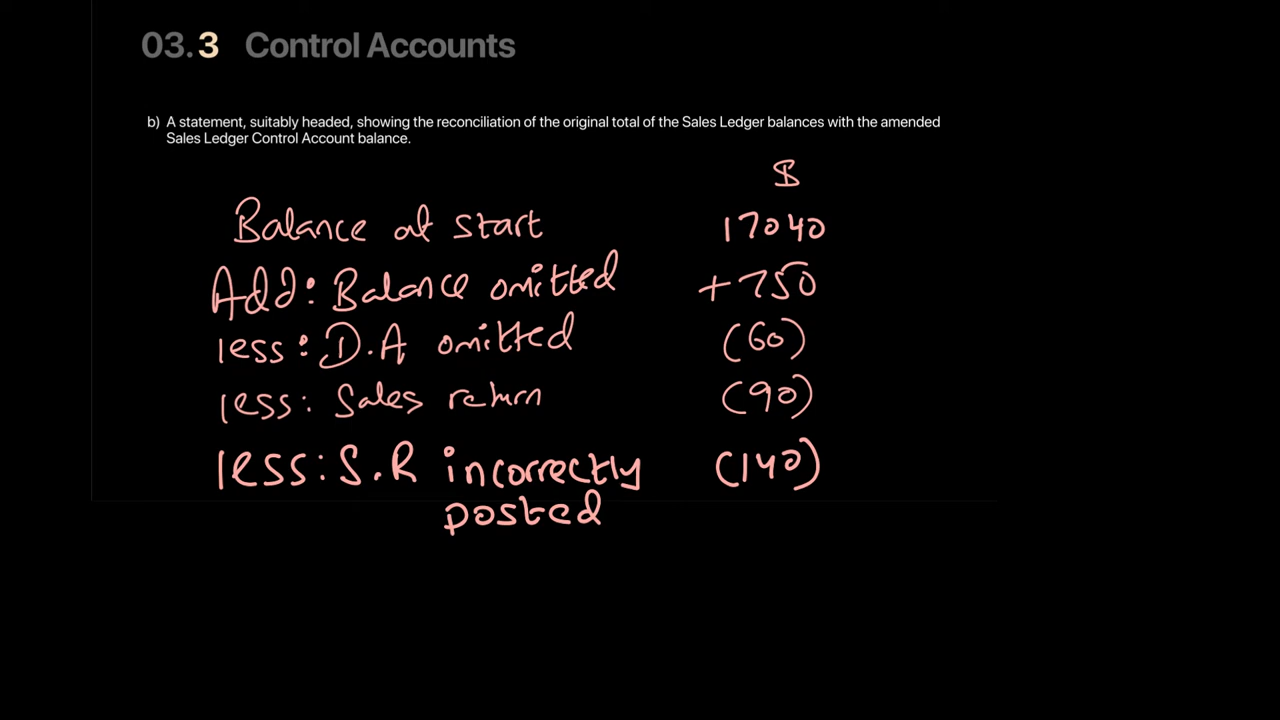 03.3 Control Accounts
b) A statement, suitably headed, showing the reconciliation of the original total of the Sales Ledger balances with the amended
Sales Ledger Control Account balance.
$
Balance at start 17040
Add: Balance omitted +750
less: D.A omitted (60)
less: Sales return (90)
less: S.R incorrectly (140)
posted